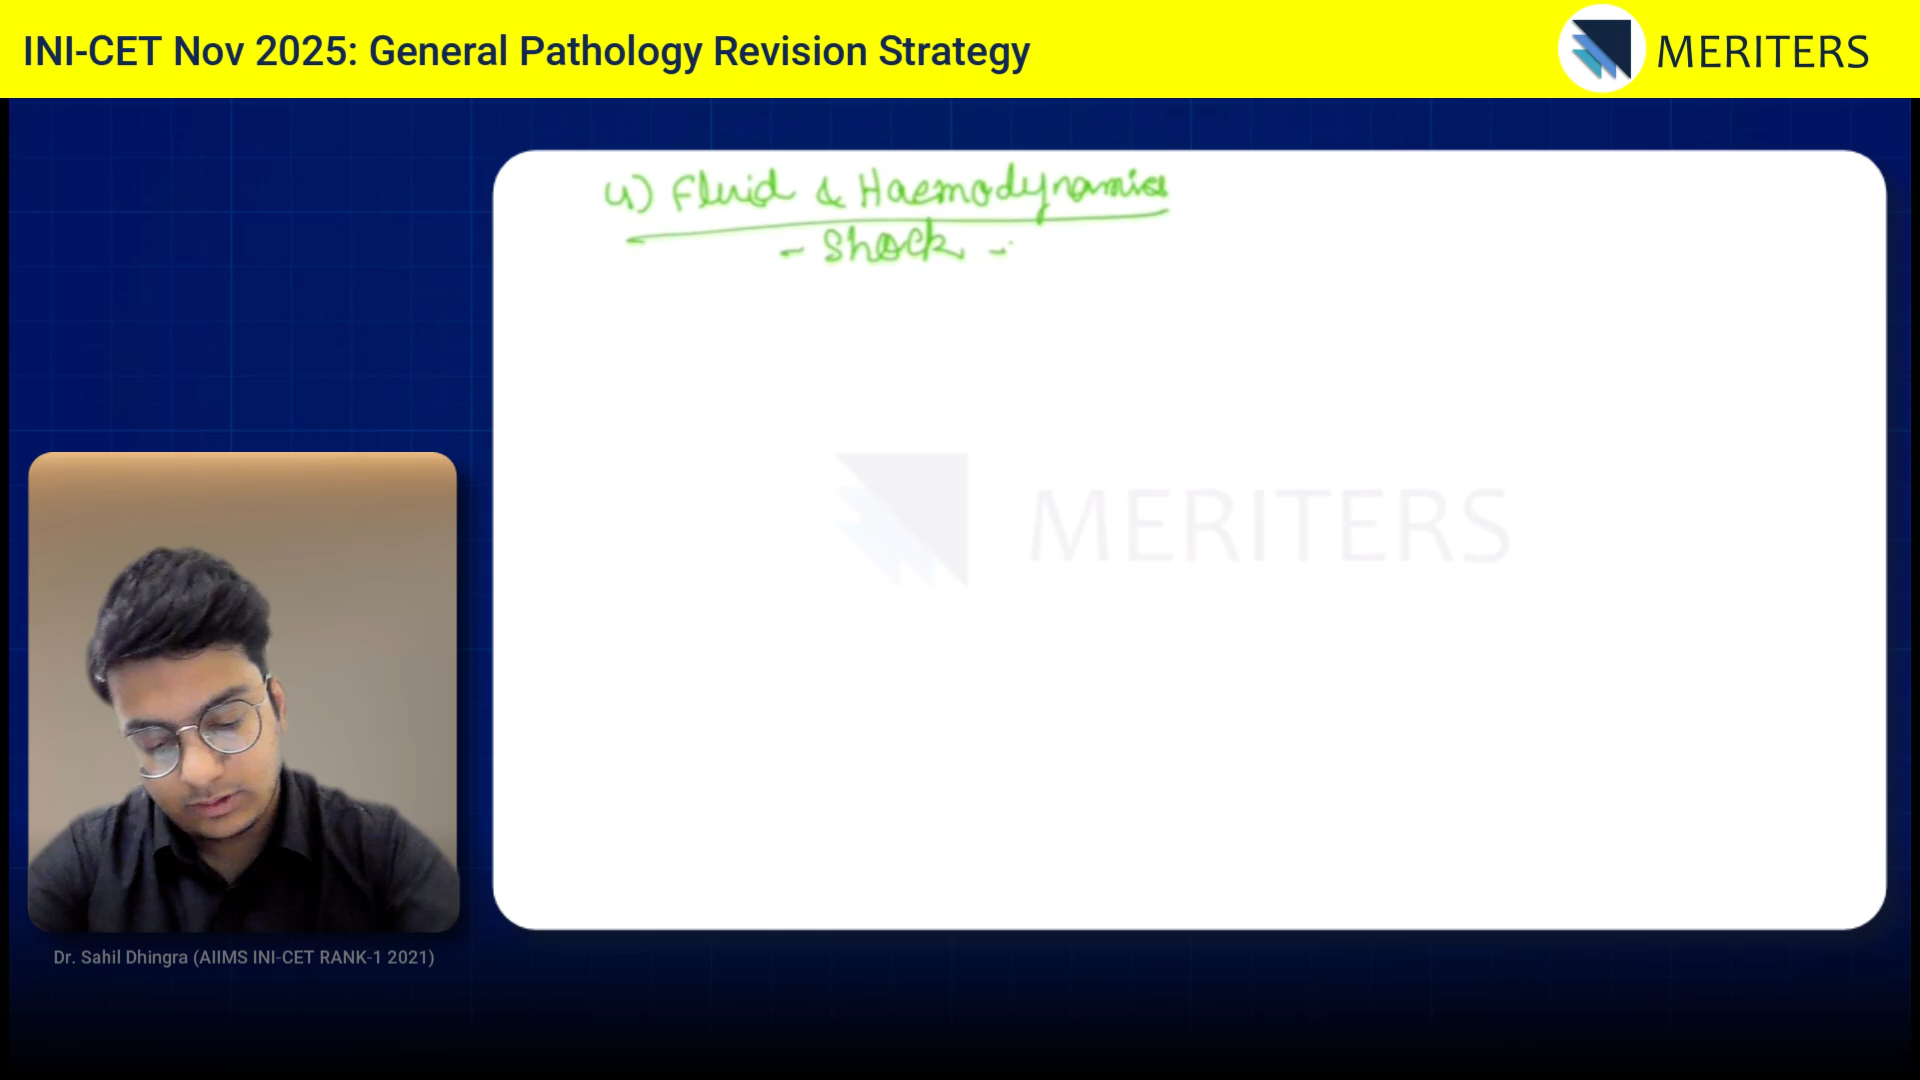 INI-CET Nov 2025: General Pathology Revision Strategy
MERITERS
4) Fluid & Haemodynamics
- Shock -
MERITERS
Dr. Sahil Dhingra (AIIMS INI-CET RANK-1 2021)